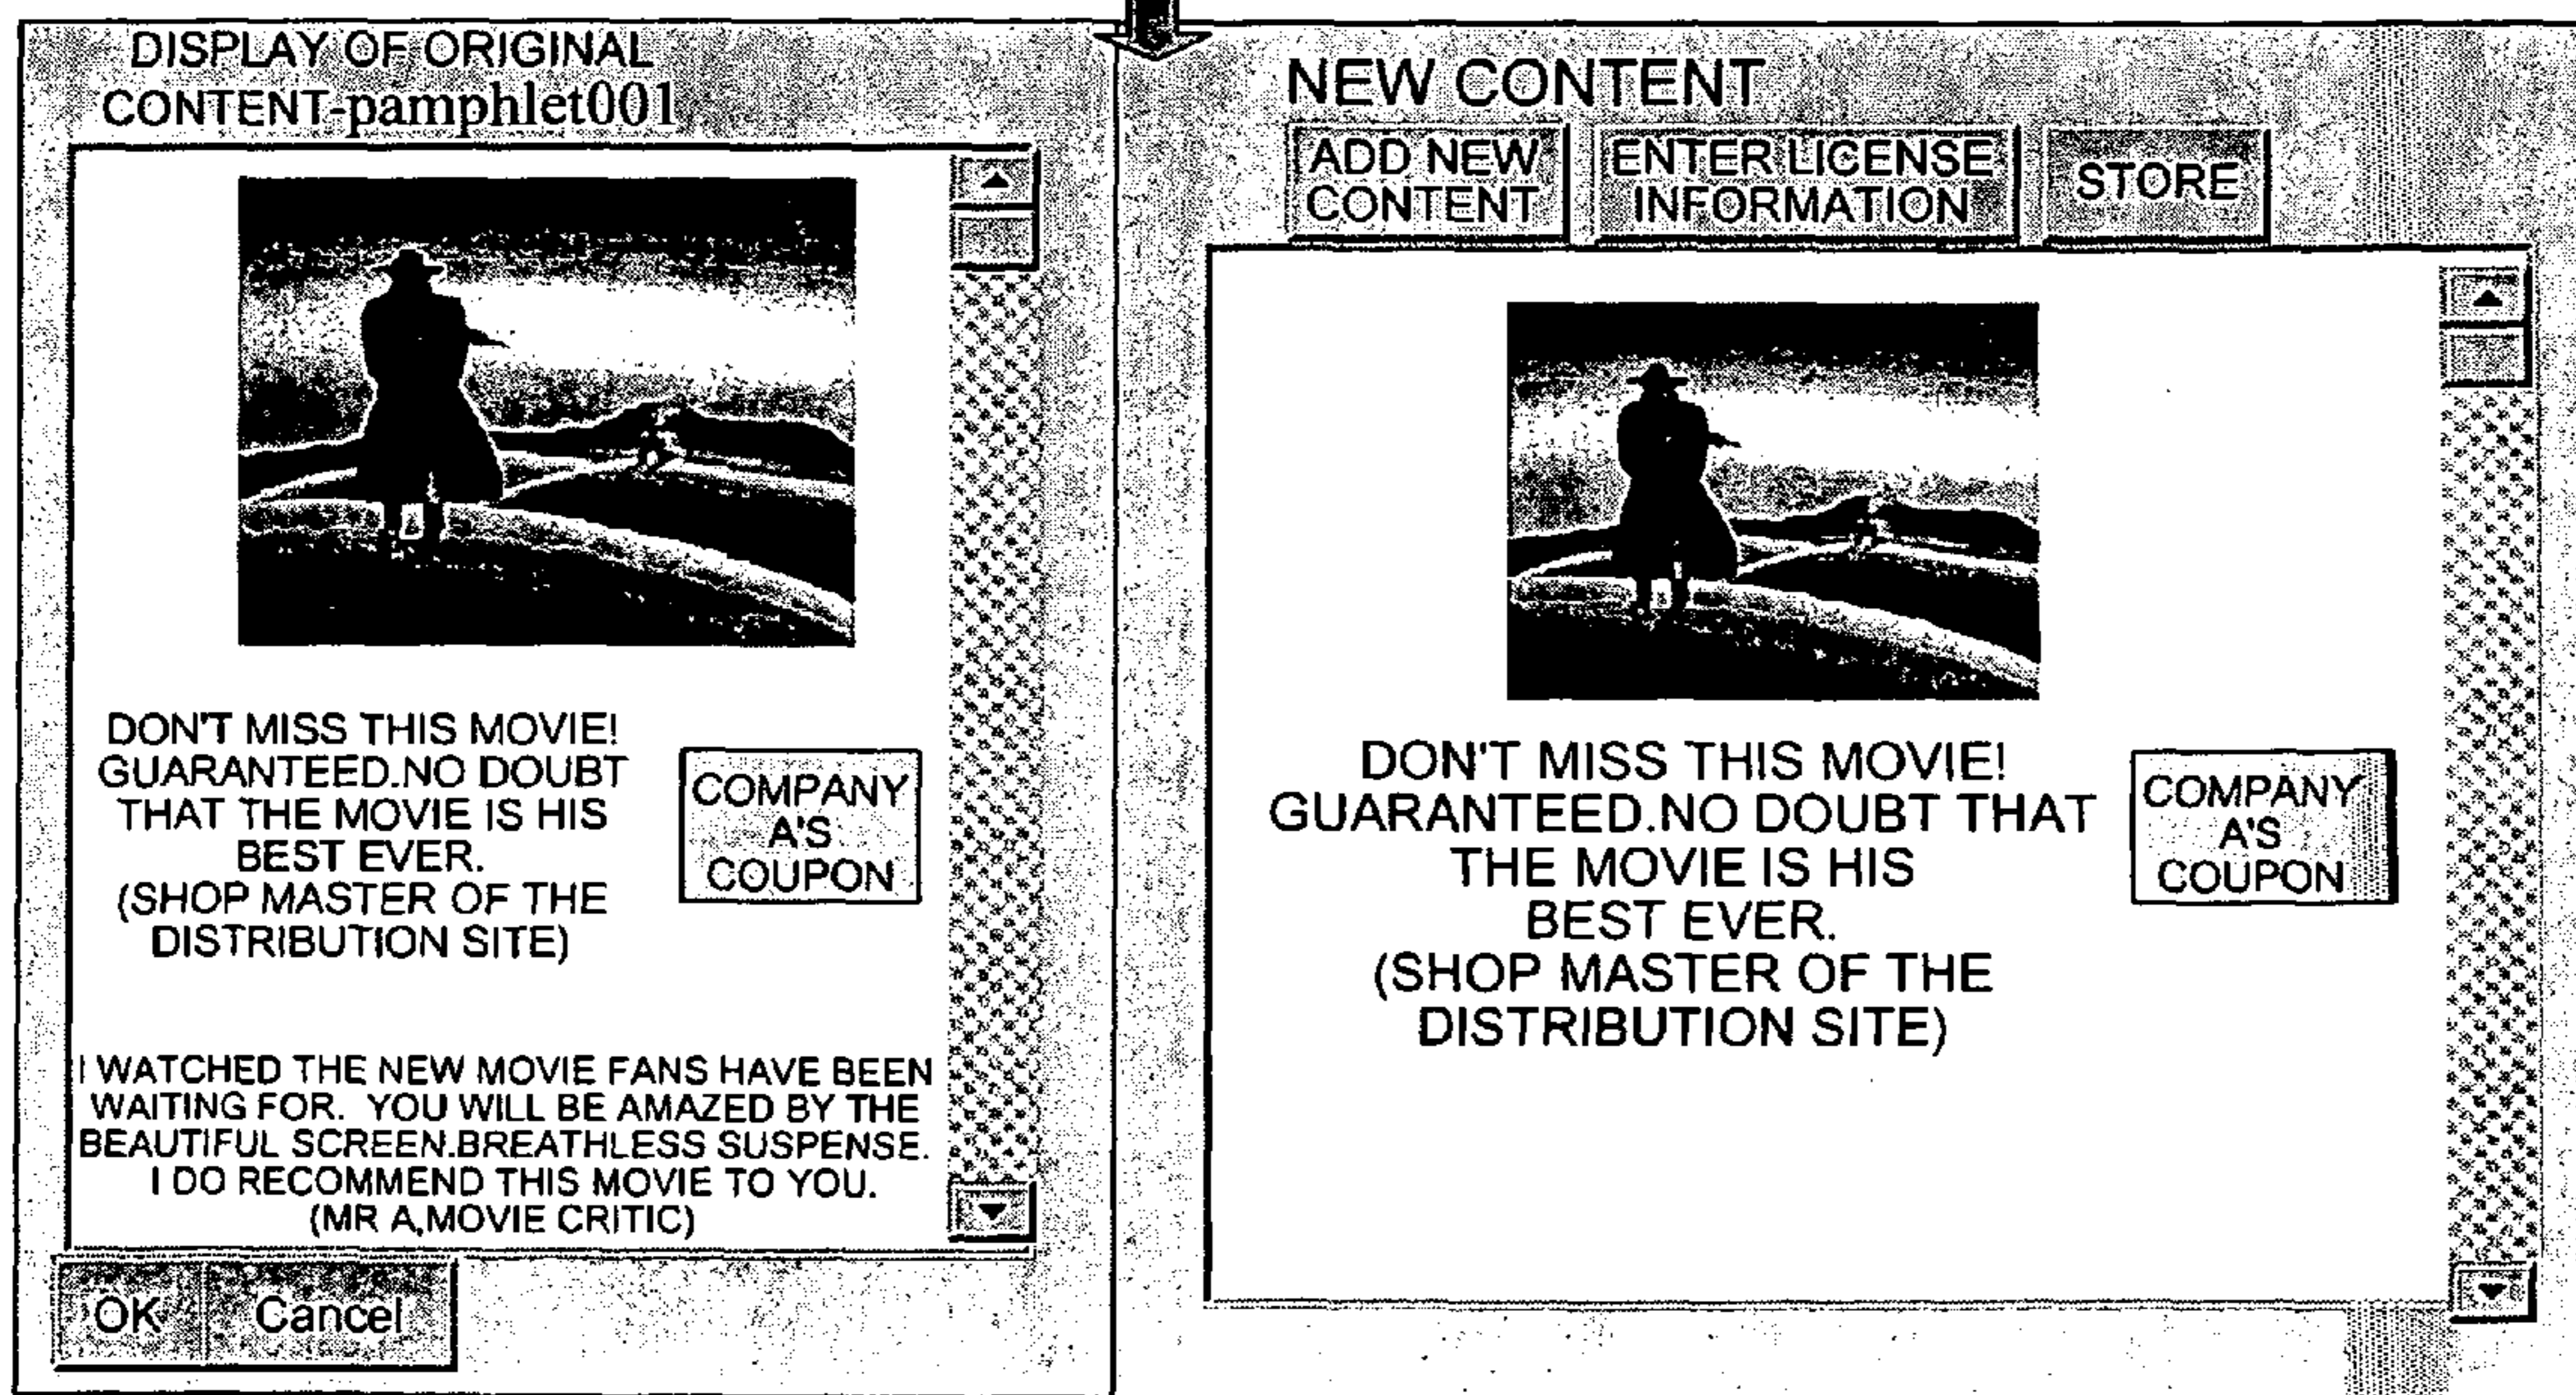 DISPLAY OF ORIGINAL
CONTENT-pamphlet001
DON'T MISS THIS MOVIE!
GUARANTEED.NO DOUBT
THAT THE MOVIE IS HIS
BEST EVER.
(SHOP MASTER OF THE
DISTRIBUTION SITE)
COMPANY
A'S
COUPON
I WATCHED THE NEW MOVIE FANS HAVE BEEN
WAITING FOR. YOU WILL BE AMAZED BY THE
BEAUTIFUL SCREEN.BREATHLESS SUSPENSE.
I DO RECOMMEND THIS MOVIE TO YOU.
(MR A,MOVIE CRITIC)
OK Cancel
NEW CONTENT
ADD NEW
CONTENT
ENTER LICENSE
INFORMATION
STORE
DON'T MISS THIS MOVIE!
GUARANTEED.NO DOUBT THAT
THE MOVIE IS HIS
BEST EVER.
(SHOP MASTER OF THE
DISTRIBUTION SITE)
COMPANY
A'S
COUPON